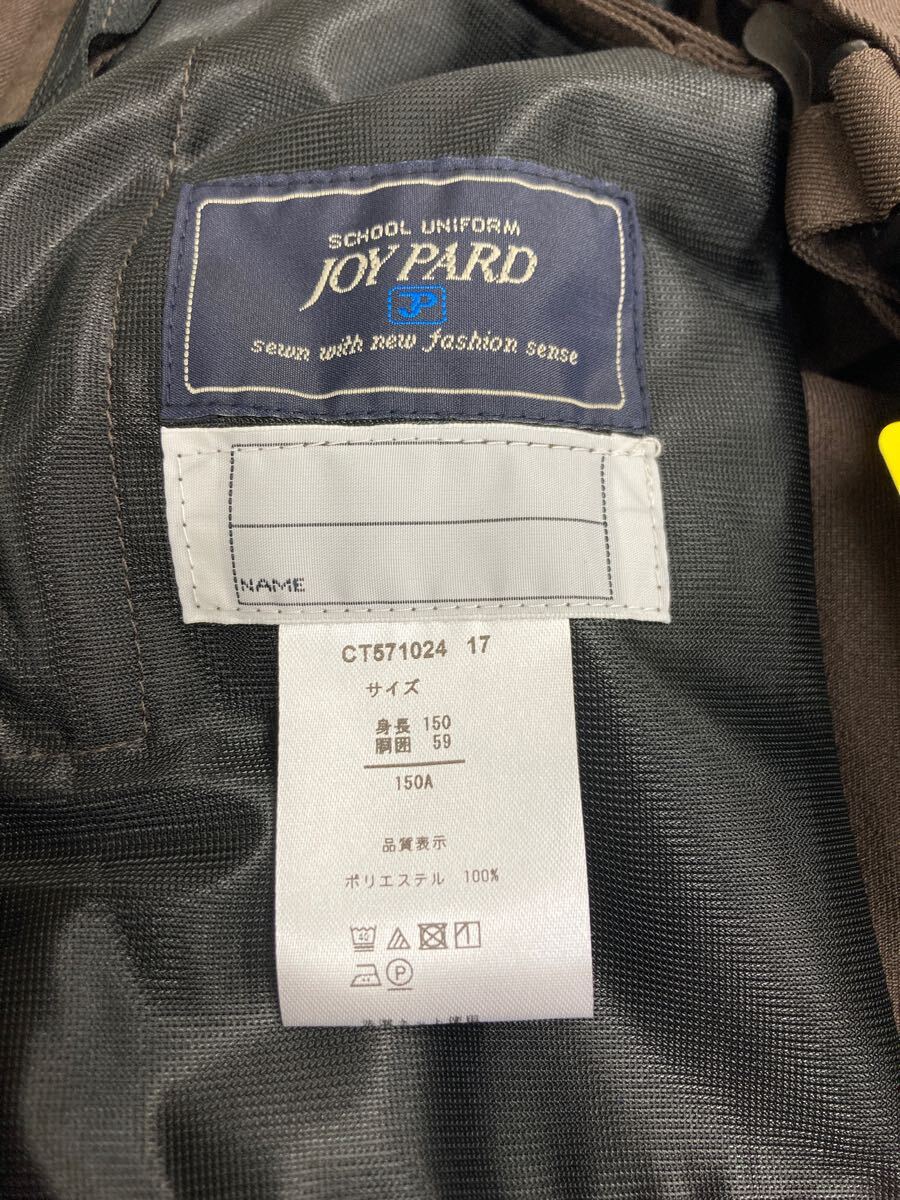 SCHOOL UNIFORM
JOY PARD
JP
sewn with new fashion sense
NAME
CT571024 17
サイズ
身長 150
胴囲 59
150A
品質表示
ポリエステル 100%
40
P